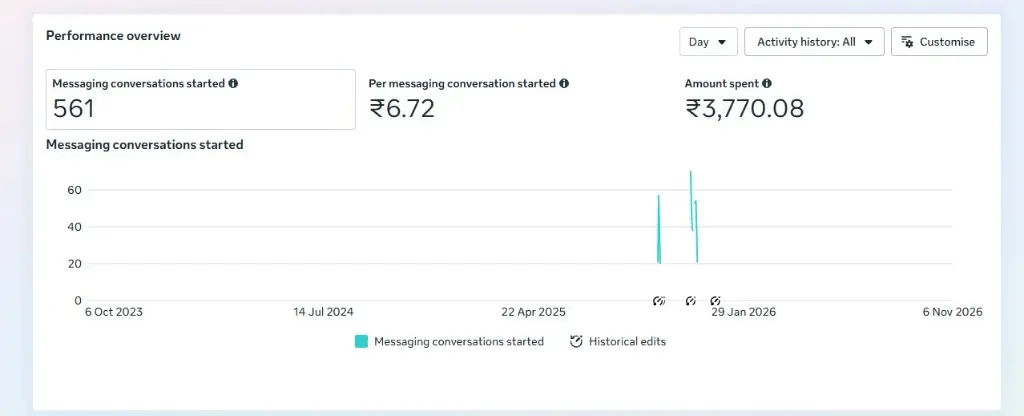 Performance overview
Day
Activity history: All
Customise
Messaging conversations started
561
Per messaging conversation started
₹6.72
Amount spent
₹3,770.08
Messaging conversations started
60
40
20
0
6 Oct 2023
14 Jul 2024
22 Apr 2025
29 Jan 2026
6 Nov 2026
Messaging conversations started
Historical edits